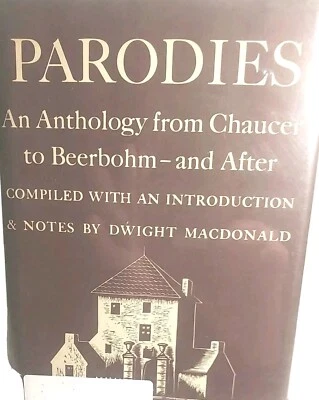 PARODIES
An Anthology from Chaucer
to Beerbohm – and After
COMPILED WITH AN INTRODUCTION
& NOTES BY DWIGHT MACDONALD